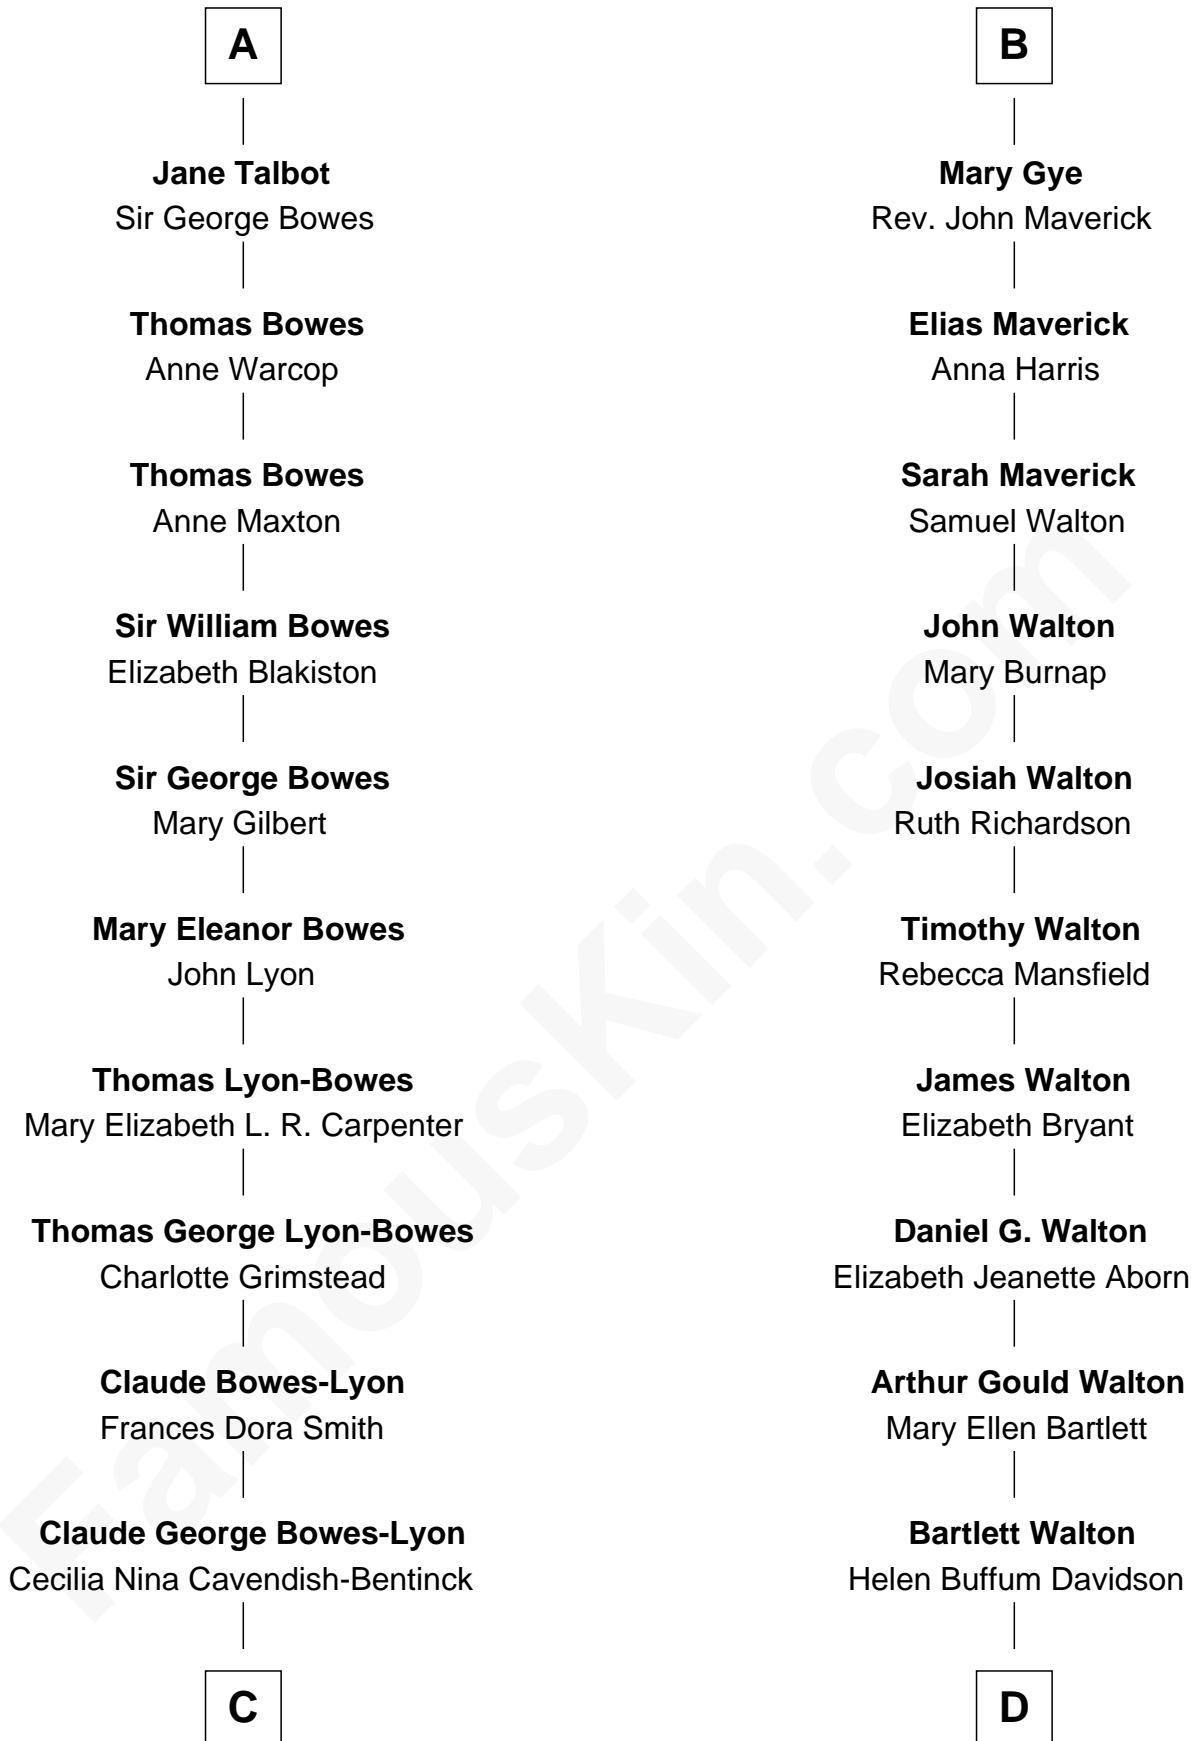 A
Jane Talbot
Sir George Bowes
Thomas Bowes
Anne Warcop
Thomas Bowes
Anne Maxton
Sir William Bowes
Elizabeth Blakiston
Sir George Bowes
Mary Gilbert
Mary Eleanor Bowes
John Lyon
Thomas Lyon-Bowes
Mary Elizabeth L. R. Carpenter
Thomas George Lyon-Bowes
Charlotte Grimstead
Claude Bowes-Lyon
Frances Dora Smith
Claude George Bowes-Lyon
Cecilia Nina Cavendish-Bentinck
C
B
Mary Gye
Rev. John Maverick
Elias Maverick
Anna Harris
Sarah Maverick
Samuel Walton
John Walton
Mary Burnap
Josiah Walton
Ruth Richardson
Timothy Walton
Rebecca Mansfield
James Walton
Elizabeth Bryant
Daniel G. Walton
Elizabeth Jeanette Aborn
Arthur Gould Walton
Mary Ellen Bartlett
Bartlett Walton
Helen Buffum Davidson
D
FamousKin.com